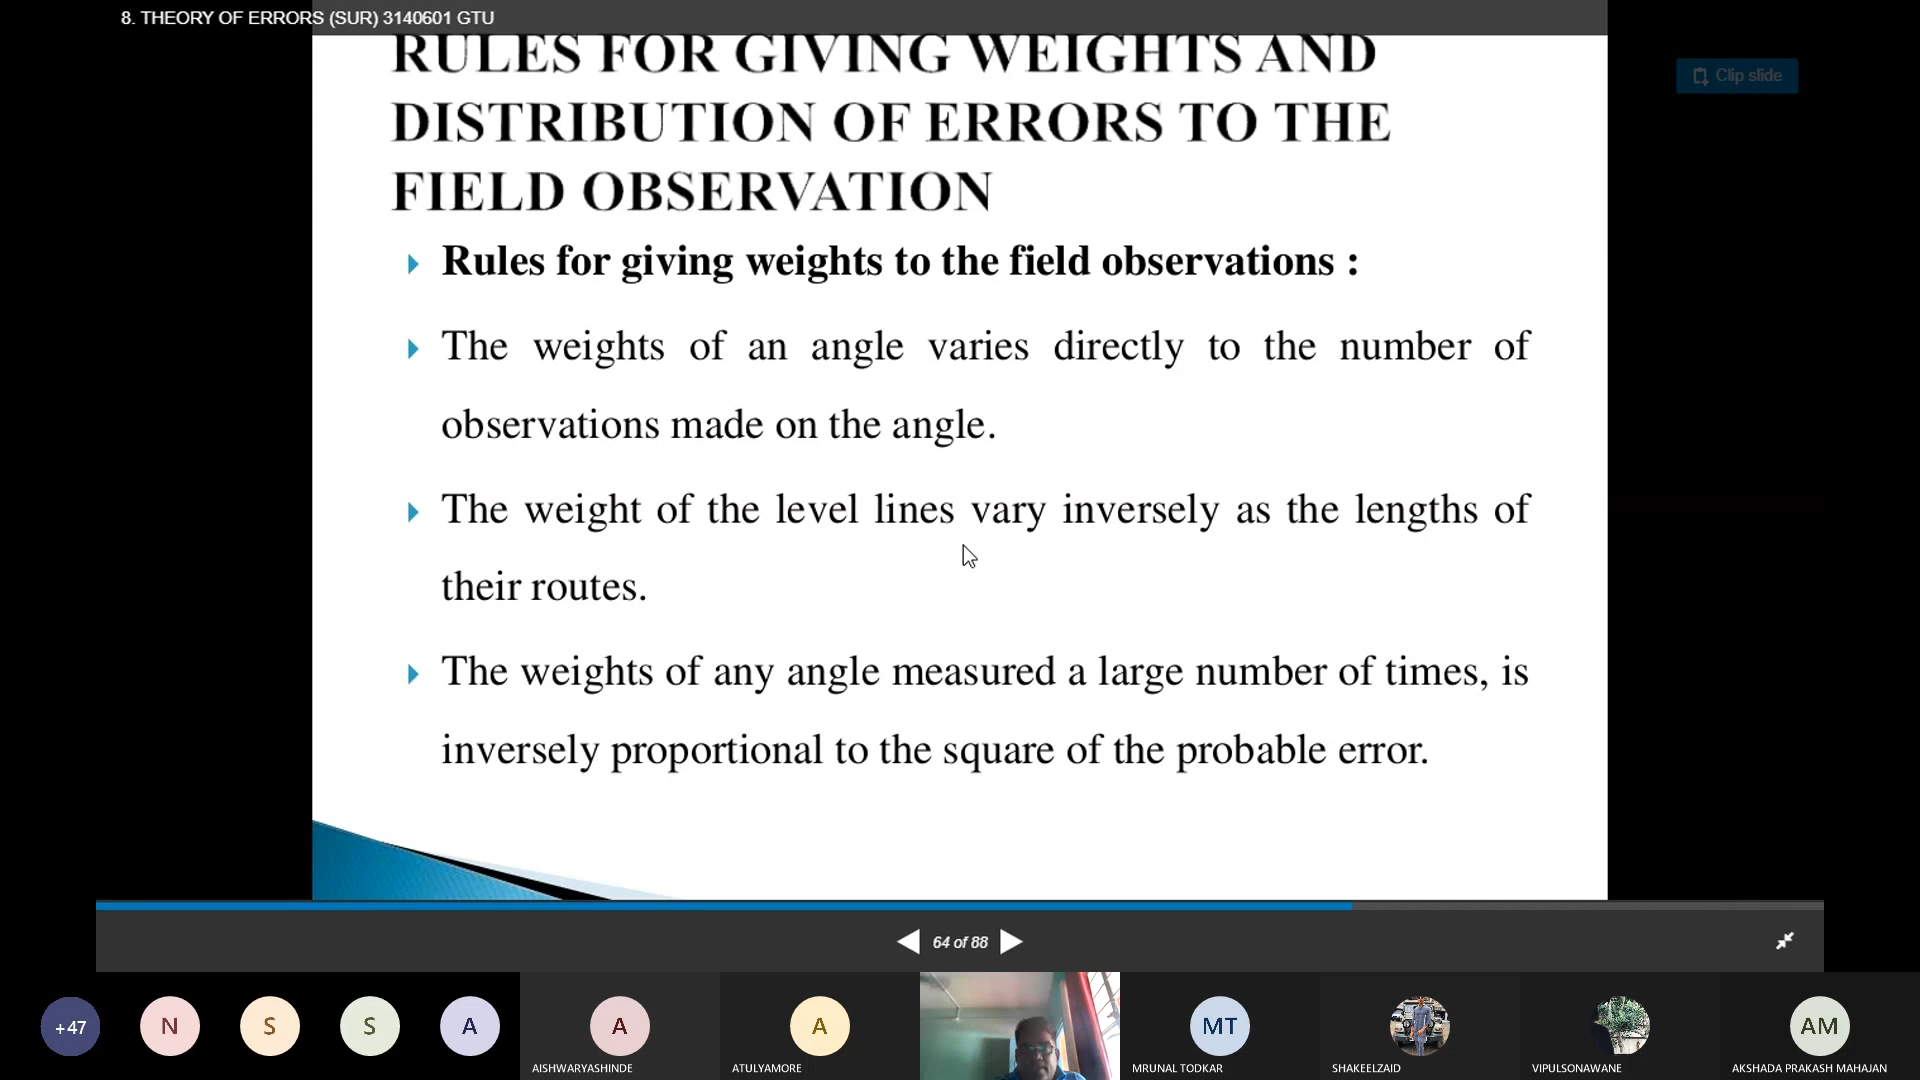 8. THEORY OF ERRORS (SUR) 3140601 GTU
Clip slide
RULES FOR GIVING WEIGHTS AND
DISTRIBUTION OF ERRORS TO THE
FIELD OBSERVATION
Rules for giving weights to the field observations :
The weights of an angle varies directly to the number of
observations made on the angle.
The weight of the level lines vary inversely as the lengths of
their routes.
The weights of any angle measured a large number of times, is
inversely proportional to the square of the probable error.
64 of 88
+47
N
S
S
A
A
A
MT
AM
AISHWARYASHINDE
ATULYAMORE
MRUNAL TODKAR
SHAKEELZAID
VIPULSONAWANE
AKSHADA PRAKASH MAHAJAN